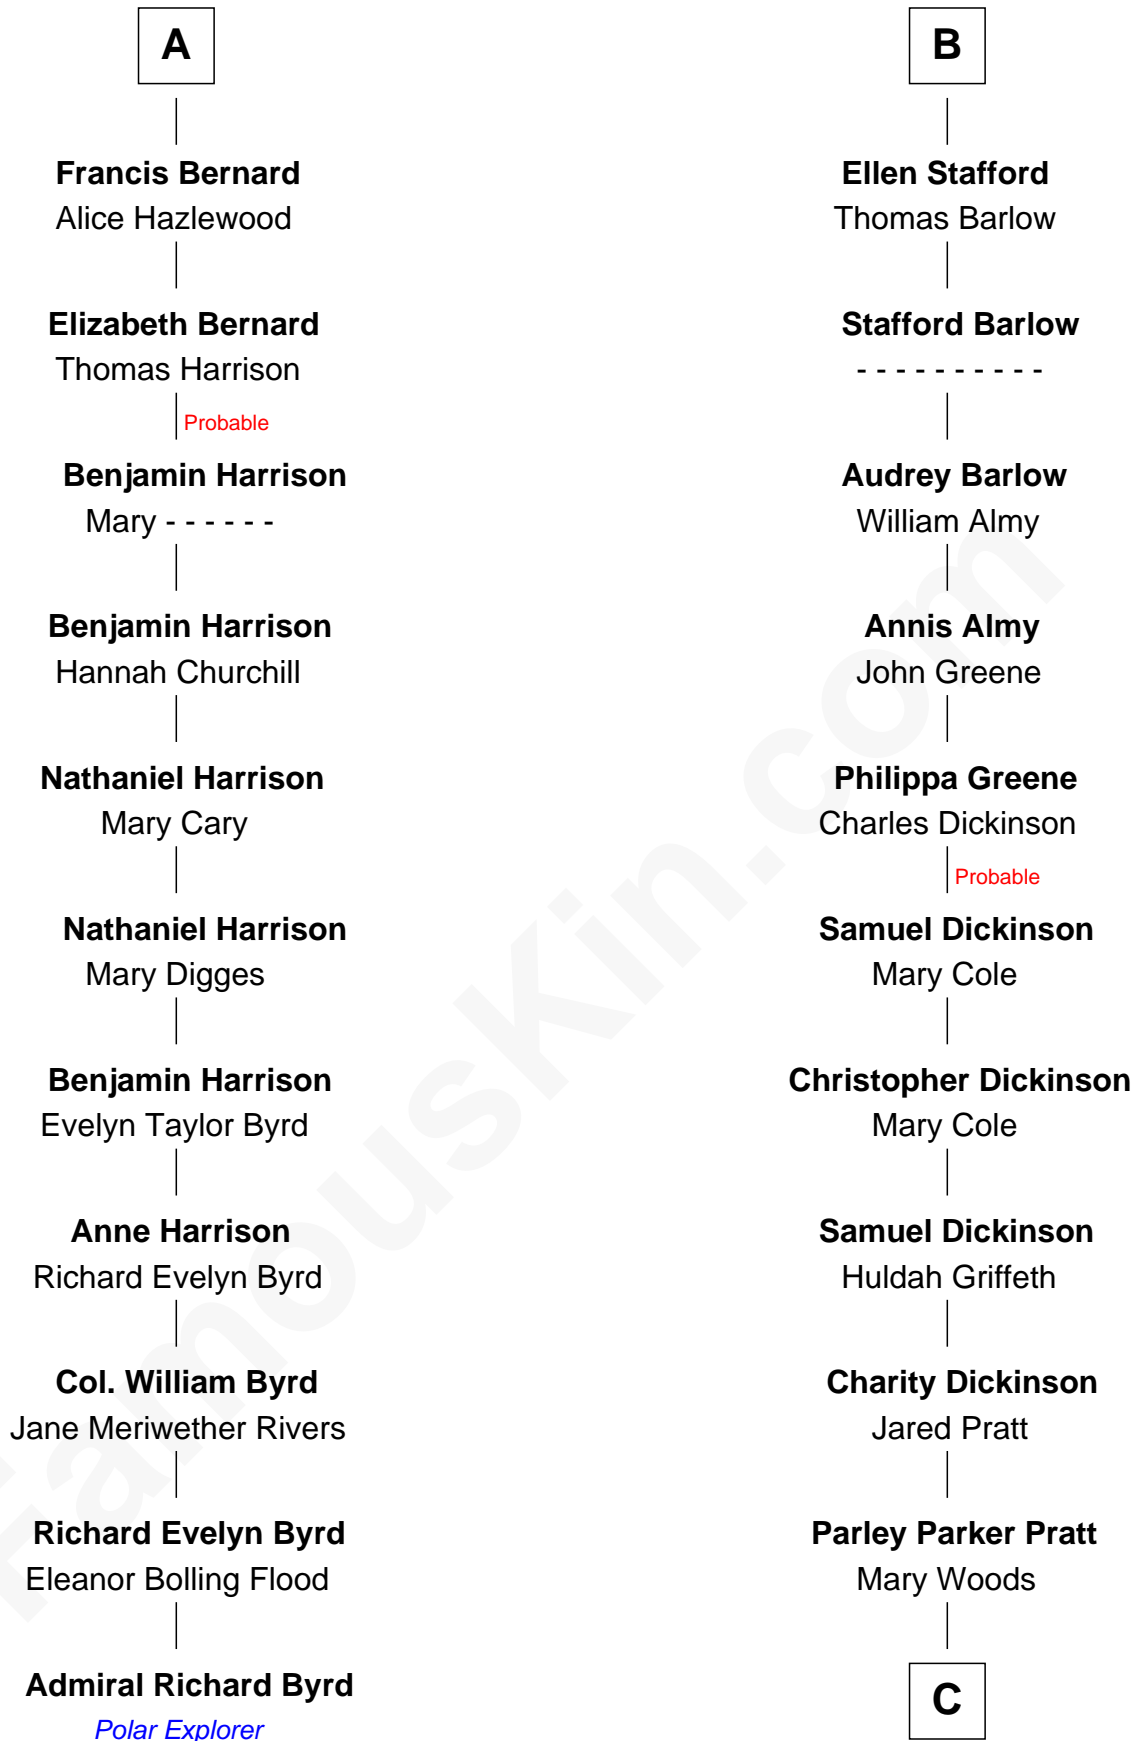 A
Francis Bernard
Alice Hazlewood
Elizabeth Bernard
Thomas Harrison
Probable
Benjamin Harrison
Mary - - - - - -
Benjamin Harrison
Hannah Churchill
Nathaniel Harrison
Mary Cary
Nathaniel Harrison
Mary Digges
Benjamin Harrison
Evelyn Taylor Byrd
Anne Harrison
Richard Evelyn Byrd
Col. William Byrd
Jane Meriwether Rivers
Richard Evelyn Byrd
Eleanor Bolling Flood
Admiral Richard Byrd
Polar Explorer
B
Ellen Stafford
Thomas Barlow
Stafford Barlow
- - - - - - - - - -
Audrey Barlow
William Almy
Annis Almy
John Greene
Philippa Greene
Charles Dickinson
Probable
Samuel Dickinson
Mary Cole
Christopher Dickinson
Mary Cole
Samuel Dickinson
Huldah Griffeth
Charity Dickinson
Jared Pratt
Parley Parker Pratt
Mary Woods
C
FamousKin.com